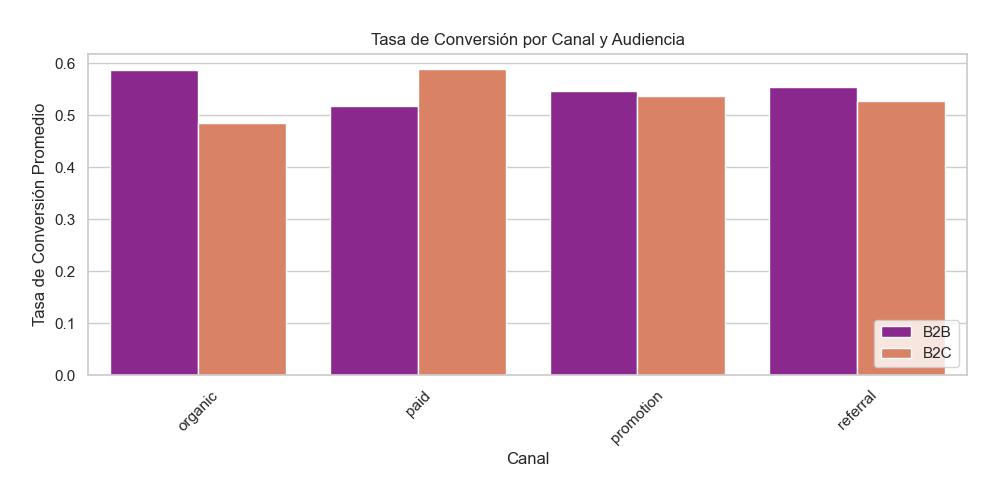 Tasa de Conversión por Canal y Audiencia
Tasa de Conversión Promedio
0.6
0.5
0.4
0.3
0.2
0.1
0.0
organic
paid
promotion
referral
Canal
B2B
B2C